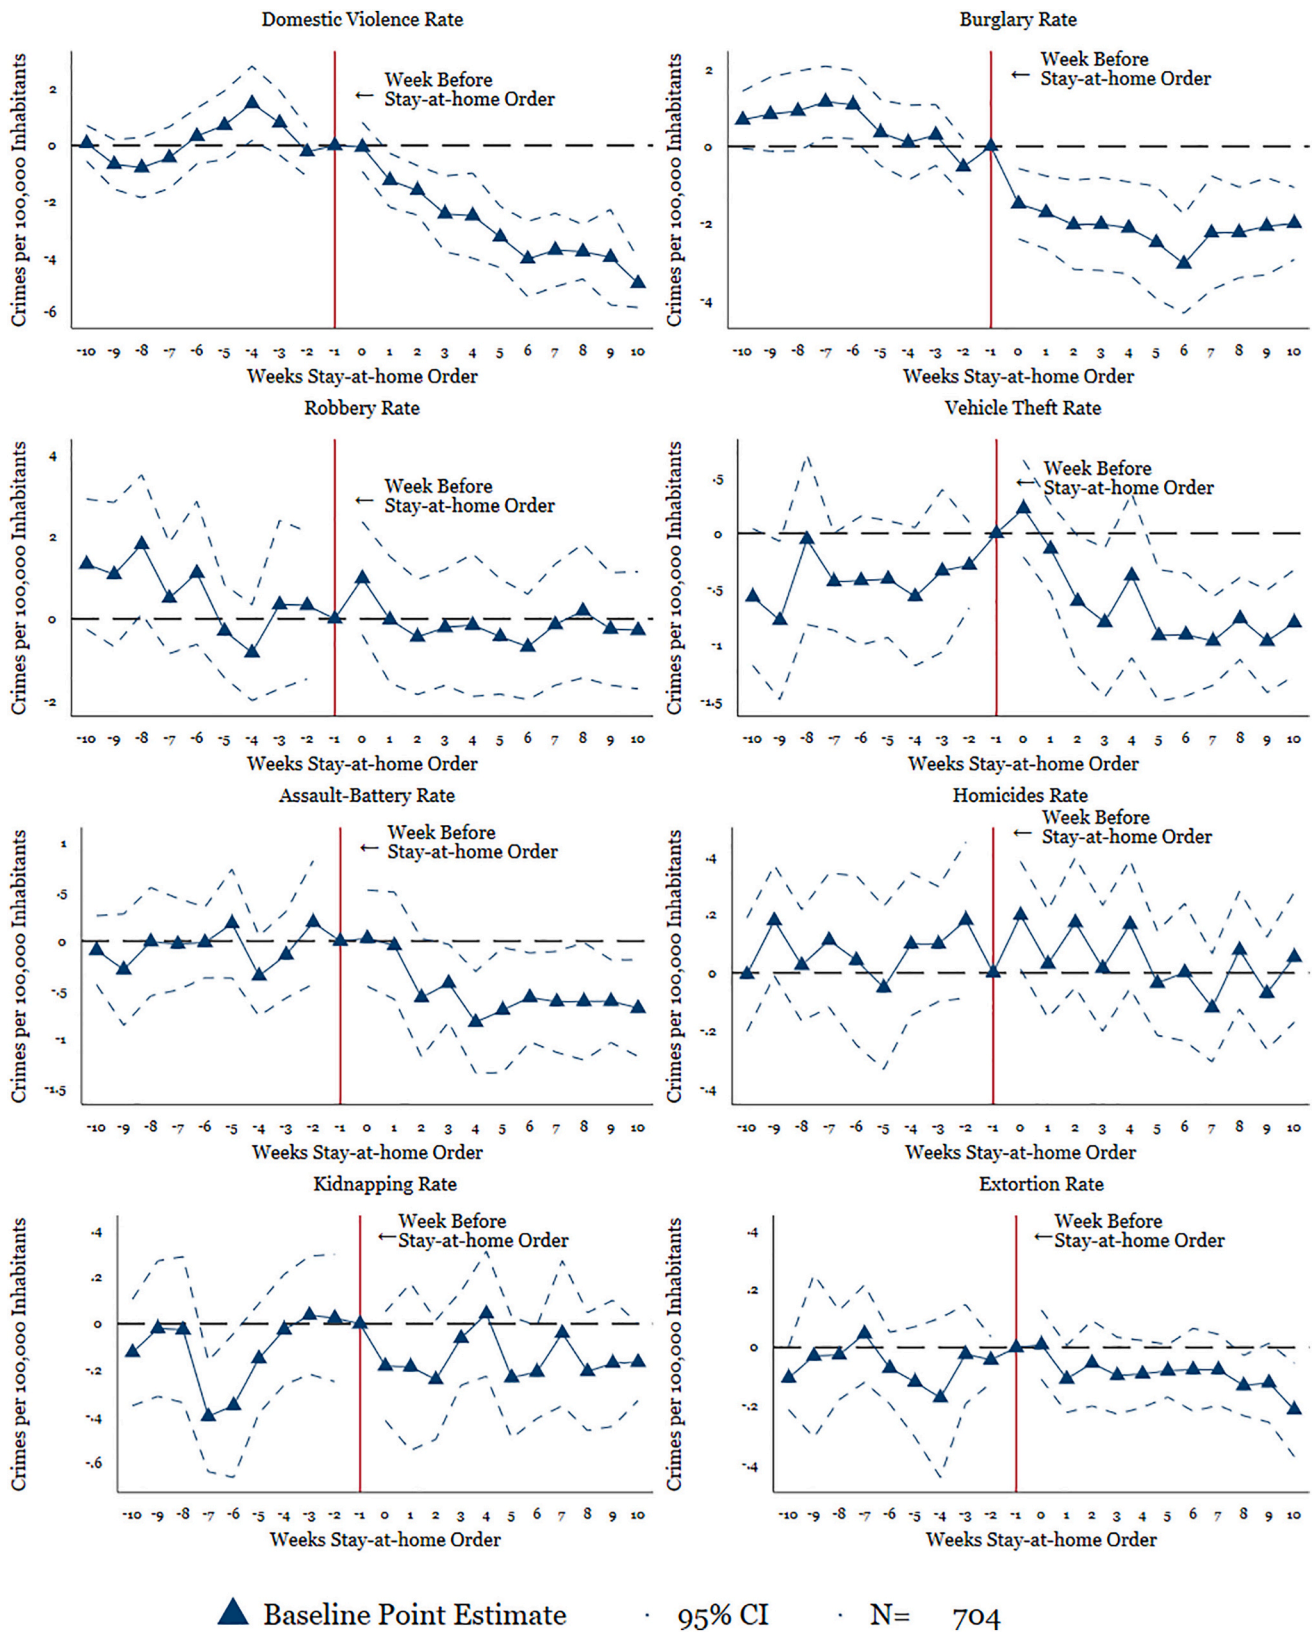 Domestic Violence Rate
Crimes per 100,000 Inhabitants
2
0
-2
-4
-6
Week Before
← Stay-at-home Order
-10 -9 -8 -7 -6 -4 -4 -3 -2 -1 0 1 2 3 4 5 6 7 8 9 10
Weeks Stay-at-home Order
Burglary Rate
Crimes per 100,000 Inhabitants
2
0
-2
-4
Week Before
← Stay-at-home Order
-10 -9 -8 -7 -6 -5 -4 -3 -2 -1 0 1 2 3 4 5 6 7 8 9 10
Weeks Stay-at-home Order
Robbery Rate
Crimes per 100,000 Inhabitants
4
2
0
-2
Week Before
← Stay-at-home Order
-10 -9 -8 -7 -6 -5 -4 -3 -2 -1 0 1 2 3 4 5 6 7 8 9 10
Weeks Stay-at-home Order
Vehicle Theft Rate
Crimes per 100,000 Inhabitants
.5
0
-.5
-1
-1.5
Week Before
← Stay-at-home Order
-10 -9 -8 -7 -6 -5 -4 -3 -2 -1 0 1 2 3 4 5 6 7 8 9 10
Weeks Stay-at-home Order
Assault-Battery Rate
Crimes per 100,000 Inhabitants
1
.5
0
-.5
-1
-1.5
Week Before
← Stay-at-home Order
-10 -9 -8 -7 -6 -5 -4 -3 -2 -1 0 1 2 3 4 5 6 7 8 9 10
Weeks Stay-at-home Order
Homicides Rate
Crimes per 100,000 Inhabitants
.4
.2
0
-.2
-.4
Week Before
← Stay-at-home Order
-10 -9 -8 -7 -6 -5 -4 -3 -2 -1 0 1 2 3 4 5 6 7 8 9 10
Weeks Stay-at-home Order
Kidnapping Rate
Crimes per 100,000 Inhabitants
.4
.2
0
-.2
-.4
-.6
Week Before
←Stay-at-home Order
-10 -9 -8 -7 -6 -5 -4 -3 -2 -1 0 1 2 3 4 5 6 7 8 9 10
Weeks Stay-at-home Order
Extortion Rate
Crimes per 100,000 Inhabitants
.4
.2
0
-.2
-.4
Week Before
←Stay-at-home Order
-10 -9 -8 -7 -6 -5 -4 -3 -2 -1 0 1 2 3 4 5 6 7 8 9 10
Weeks Stay-at-home Order
Baseline Point Estimate · 95% CI · N= 704